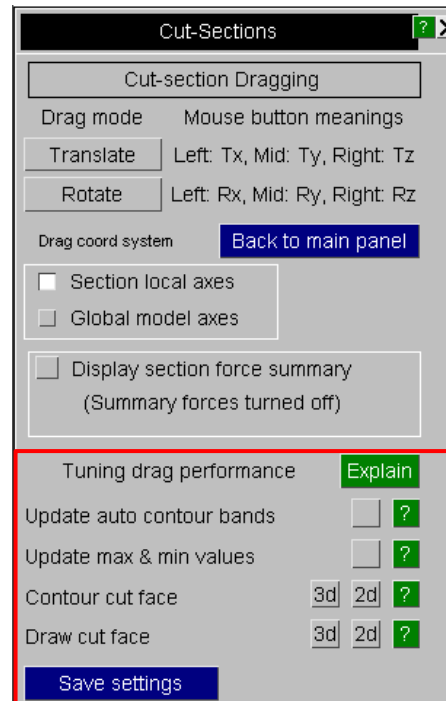 Cut-Sections ? X
Cut-section Dragging
Drag mode Mouse button meanings
Translate Left: Tx, Mid: Ty, Right: Tz
Rotate Left: Rx, Mid: Ry, Right: Rz
Drag coord system Back to main panel
Section local axes
Global model axes
Display section force summary
(Summary forces turned off)
Tuning drag performance Explain
Update auto contour bands ?
Update max & min values ?
Contour cut face 3d 2d ?
Draw cut face 3d 2d ?
Save settings